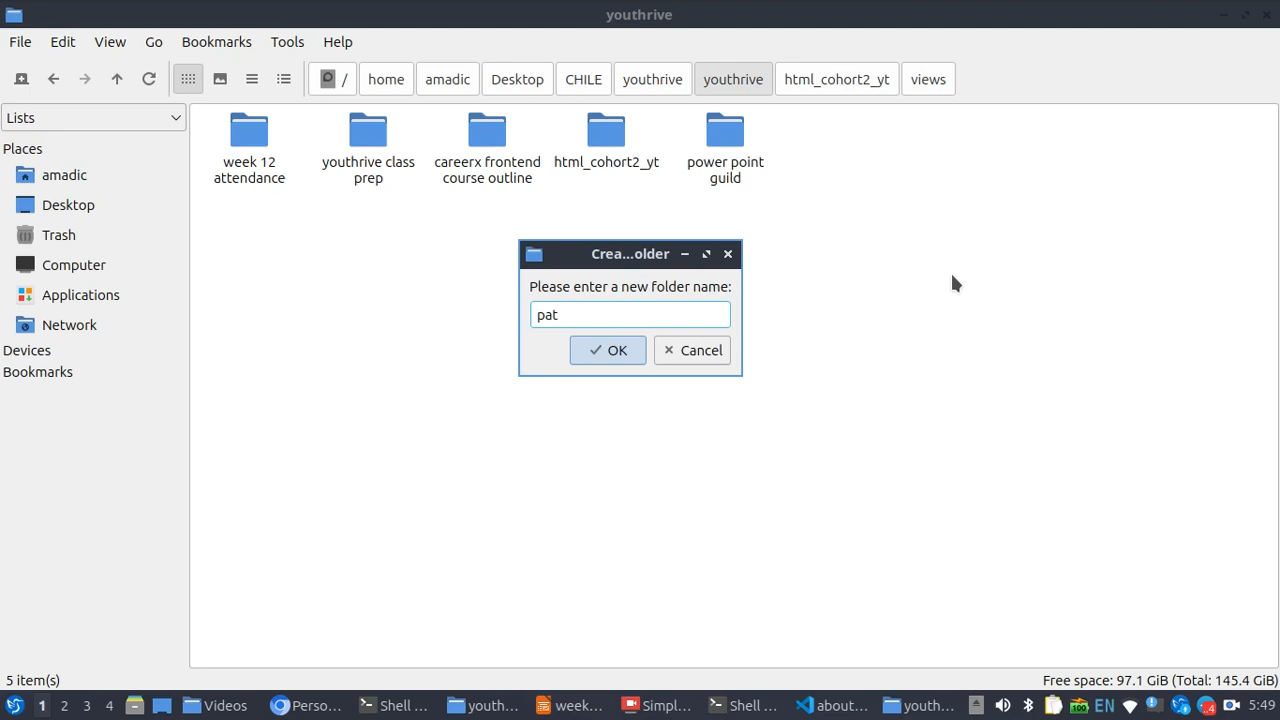 youthrive
File Edit View Go Bookmarks Tools Help
/ home amadic Desktop CHILE youthrive youthrive html_cohort2_yt views
Lists
Places
amadic
Desktop
Trash
Computer
Applications
Network
Devices
Bookmarks
week 12
attendance
youthrive class
prep
careerx frontend
course outline
html_cohort2_yt
power point
guild
Crea...older
Please enter a new folder name:
pat
OK Cancel
5 item(s)
Free space: 97.1 GiB (Total: 145.4 GiB)
1 2 3 4 Videos Perso... Shell ... youth... week... Simpl... Shell ... about... youth... 100 EN ...4 5:49